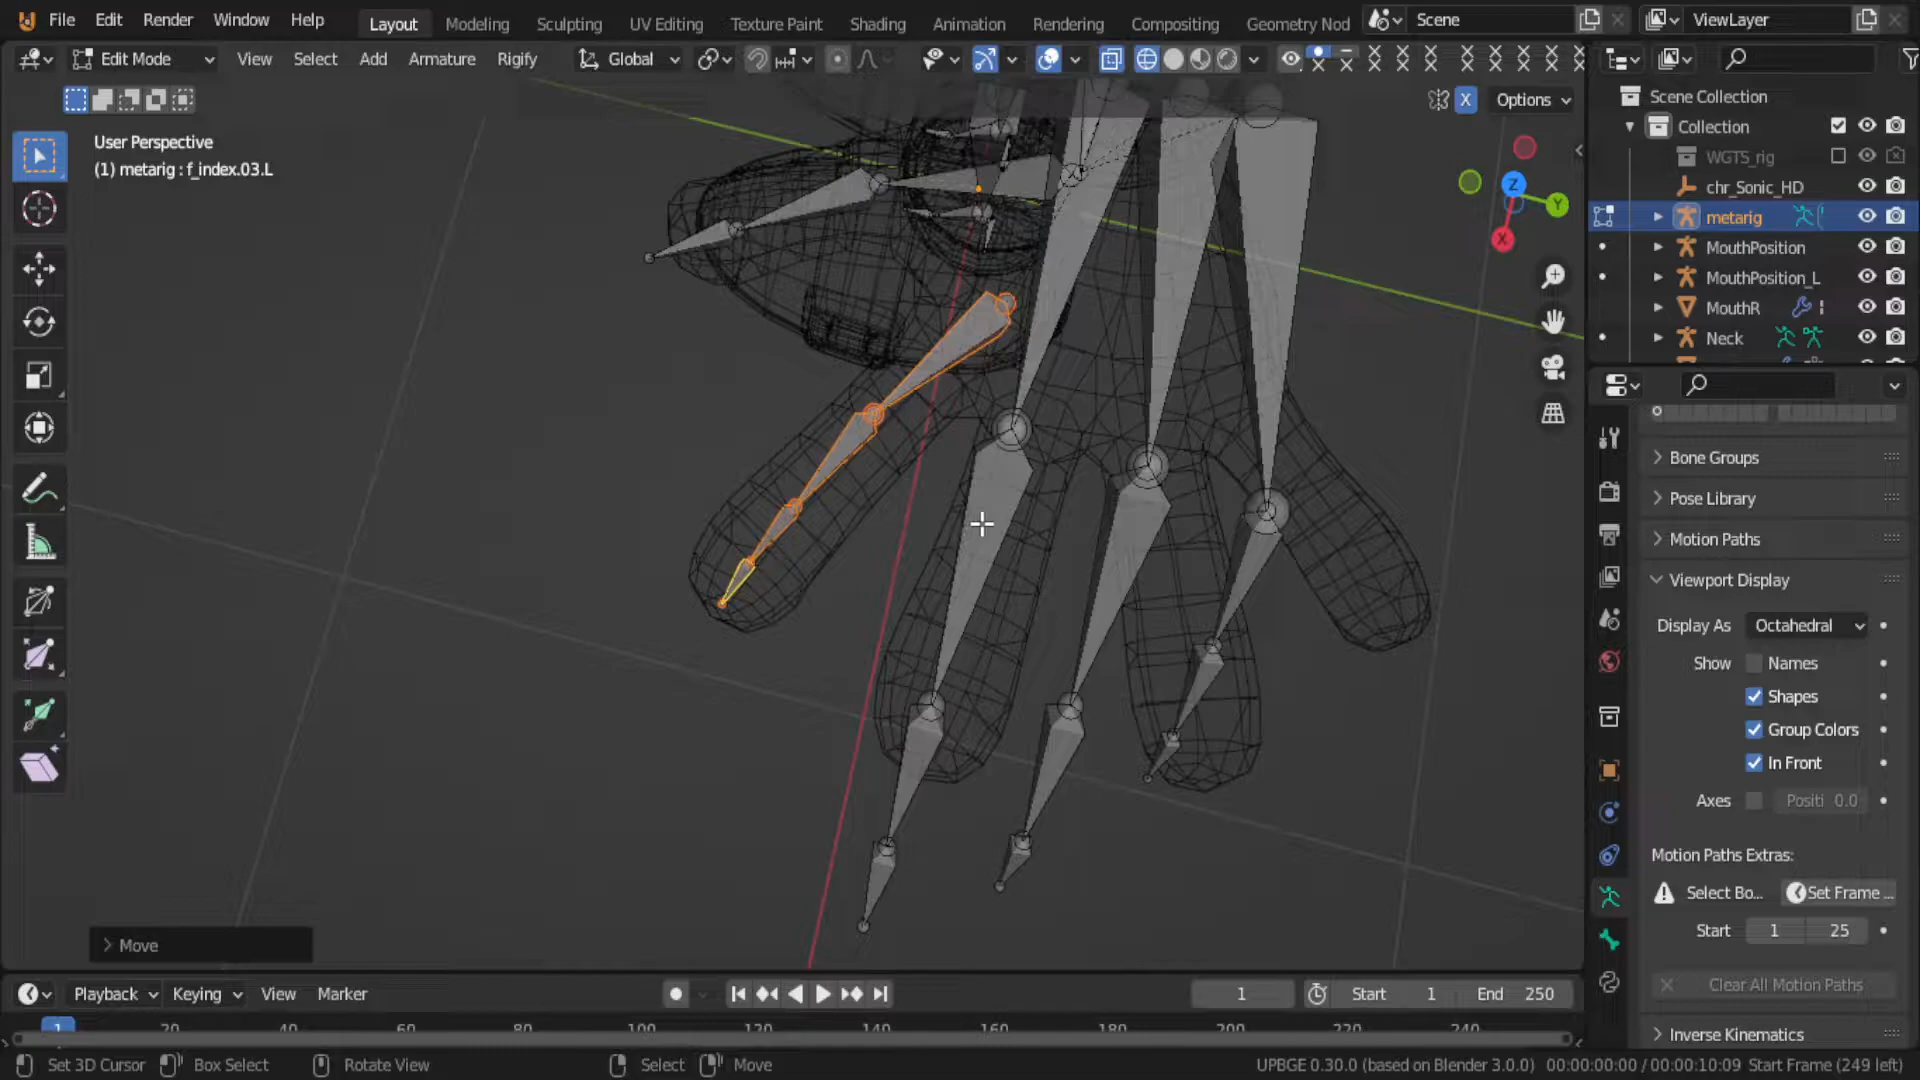 File Edit Render Window Help Layout Modeling Sculpting UV Editing Texture Paint Shading Animation Rendering Compositing Geometry Nod Scene ViewLayer
Edit Mode View Select Add Armature Rigify Global
X Options
User Perspective
(1) metarig : f_index.03.L
Z
Y
X
Move
Scene Collection
Collection
WGTS_rig
chr_Sonic_HD
metarig
MouthPosition
MouthPosition_L
MouthR
Neck
Bone Groups
Pose Library
Motion Paths
Viewport Display
Display As Octahedral
Show Names
Shapes
Group Colors
In Front
Axes Positi 0.0
Motion Paths Extras:
Select Bo... Set Frame ...
Start 1 25
Clear All Motion Paths
Inverse Kinematics
Playback Keying View Marker 1 Start 1 End 250
1 20 40 60 80 100 120 140 160 180 200 220 240
Set 3D Cursor Box Select Rotate View Select Move UPBGE 0.30.0 (based on Blender 3.0.0) 00:00:00:00 / 00:00:10:09 Start Frame (249 left)